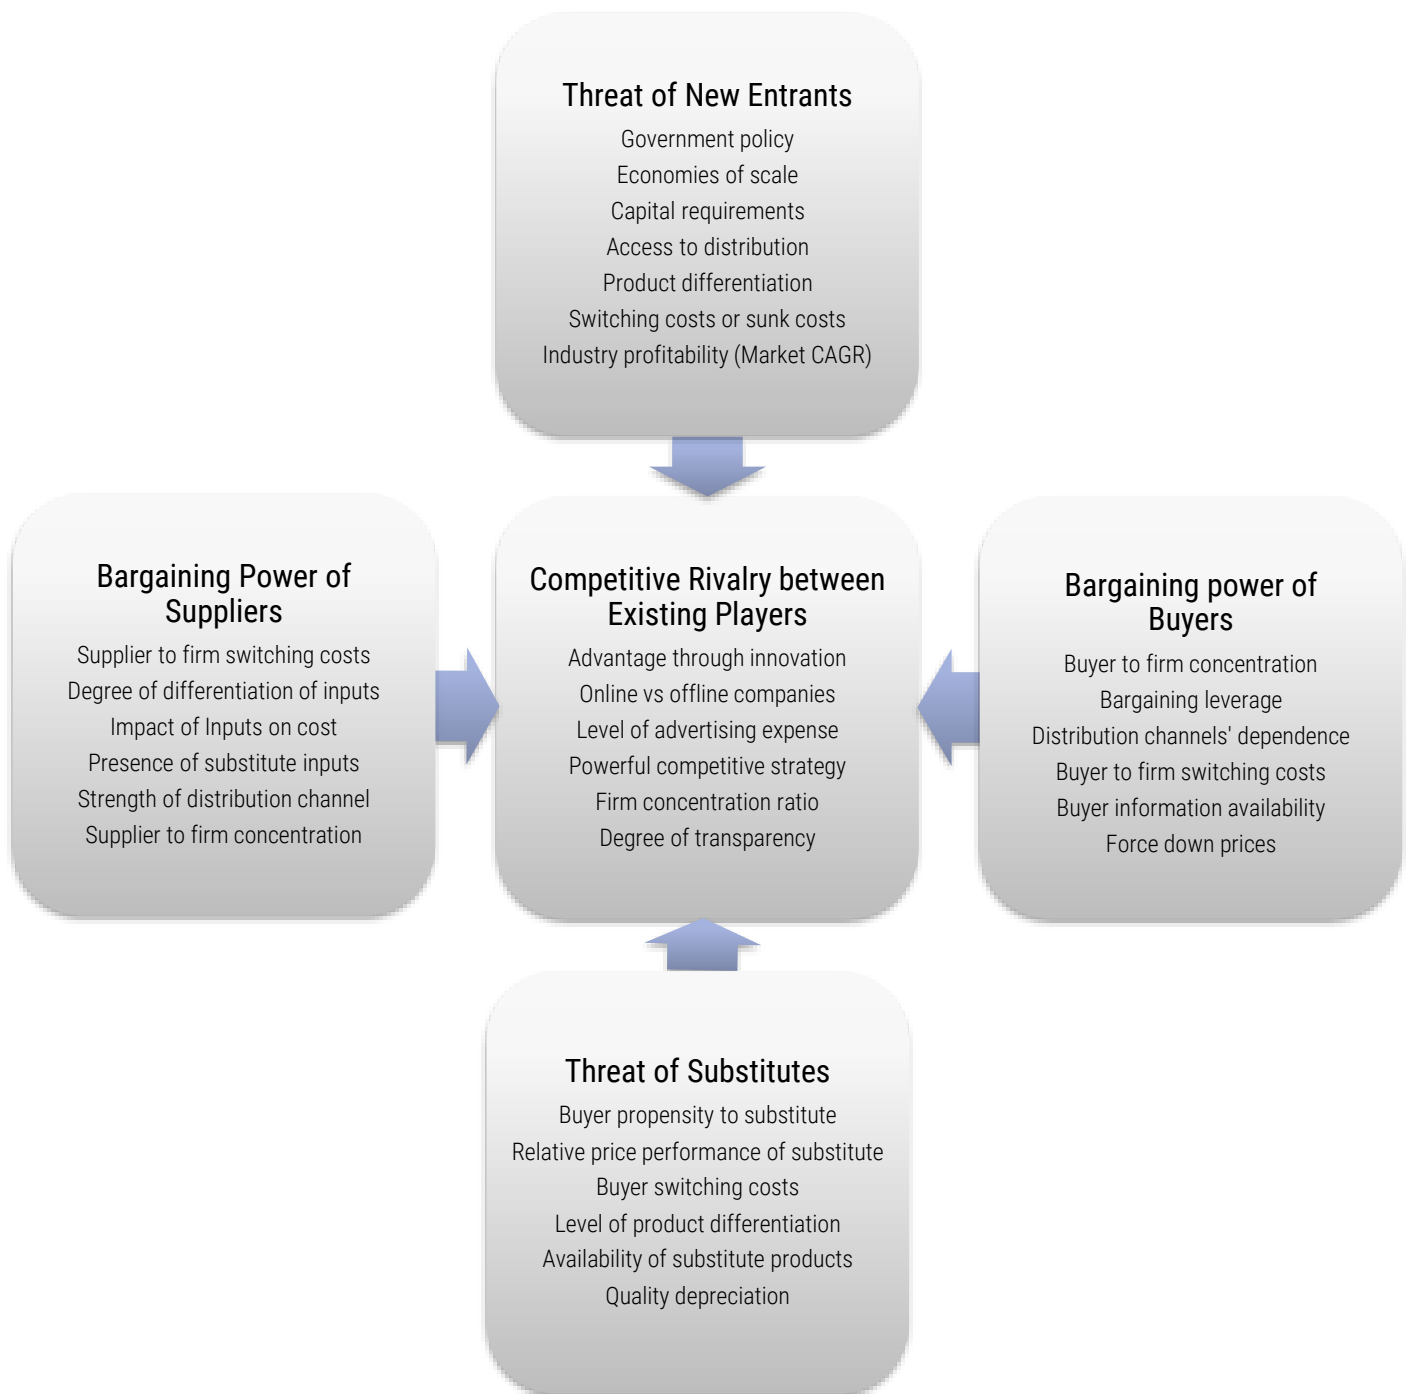 Threat of New Entrants
Government policy
Economies of scale
Capital requirements
Access to distribution
Product differentiation
Switching costs or sunk costs
Industry profitability (Market CAGR)
Bargaining Power of
Suppliers
Supplier to firm switching costs
Degree of differentiation of inputs
Impact of Inputs on cost
Presence of substitute inputs
Strength of distribution channel
Supplier to firm concentration
Competitive Rivalry between
Existing Players
Advantage through innovation
Online vs offline companies
Level of advertising expense
Powerful competitive strategy
Firm concentration ratio
Degree of transparency
Bargaining power of
Buyers
Buyer to firm concentration
Bargaining leverage
Distribution channels' dependence
Buyer to firm switching costs
Buyer information availability
Force down prices
Threat of Substitutes
Buyer propensity to substitute
Relative price performance of substitute
Buyer switching costs
Level of product differentiation
Availability of substitute products
Quality depreciation